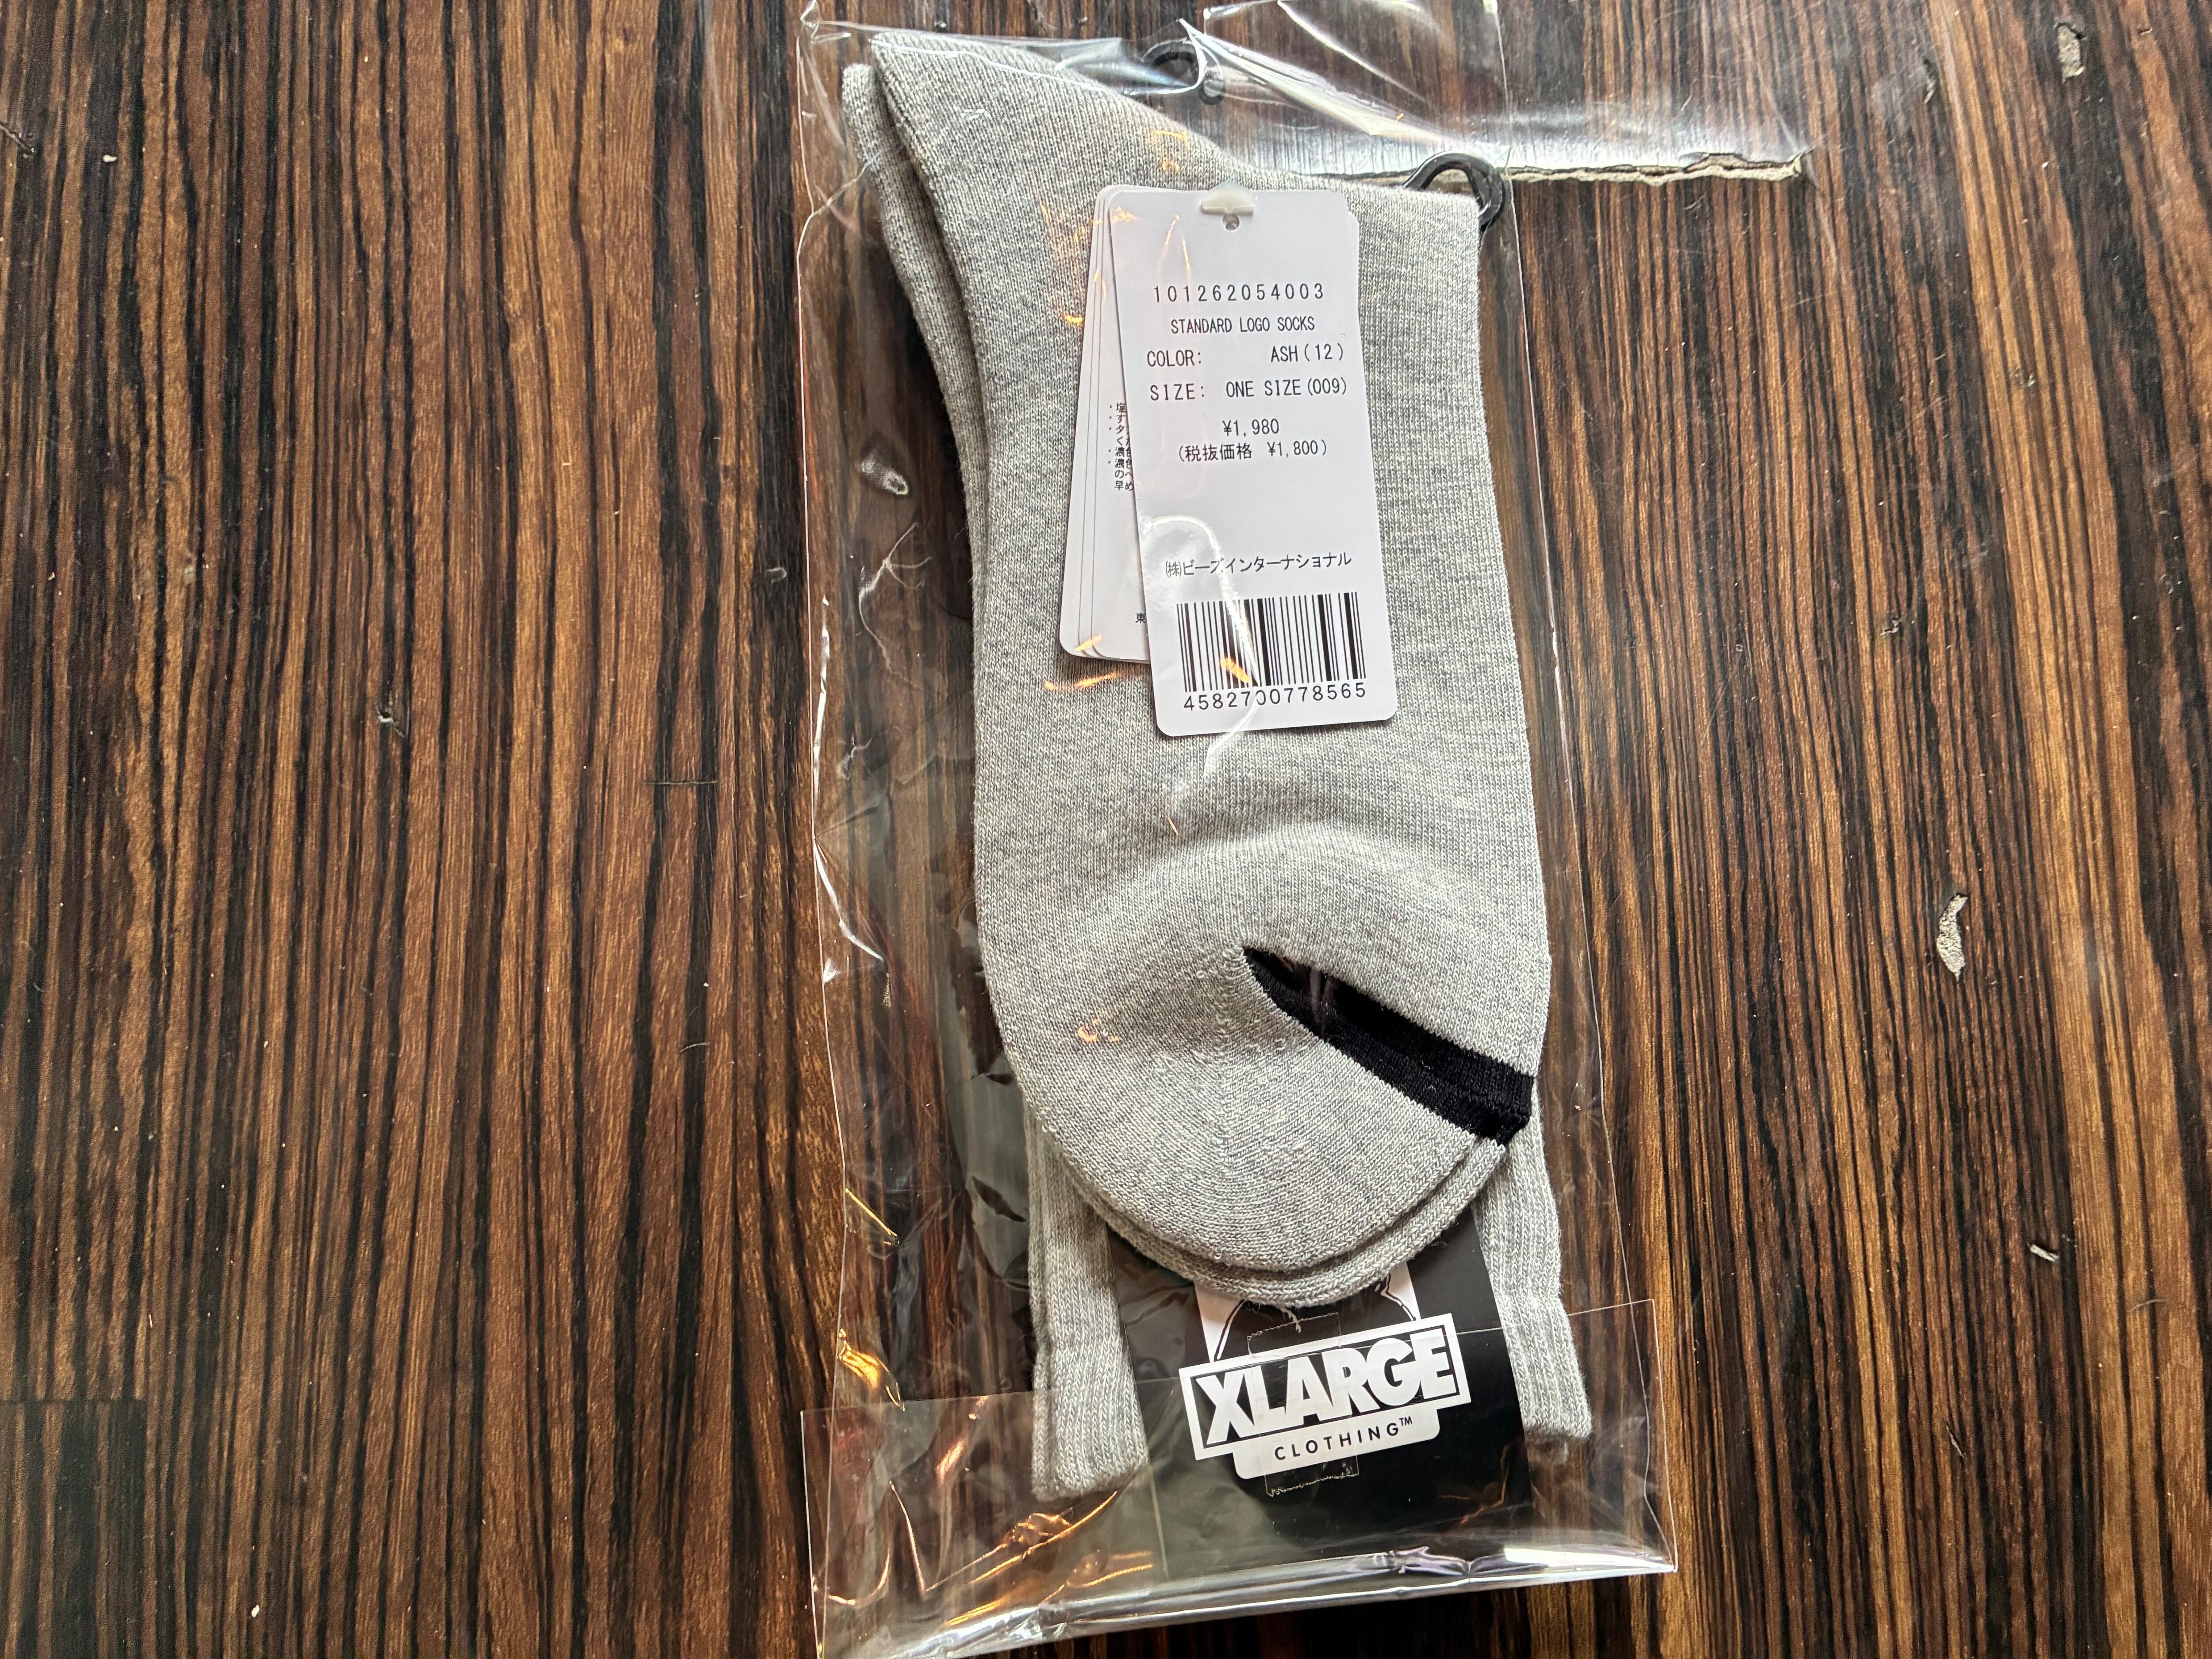 101262054003
STANDARD LOGO SOCKS
COLOR: ASH(12)
SIZE: ONE SIZE(009)
¥1,980
(税抜価格 ¥1,800)
㈱ビーズインターナショナル
4582700778565
XLARGE
CLOTHING™